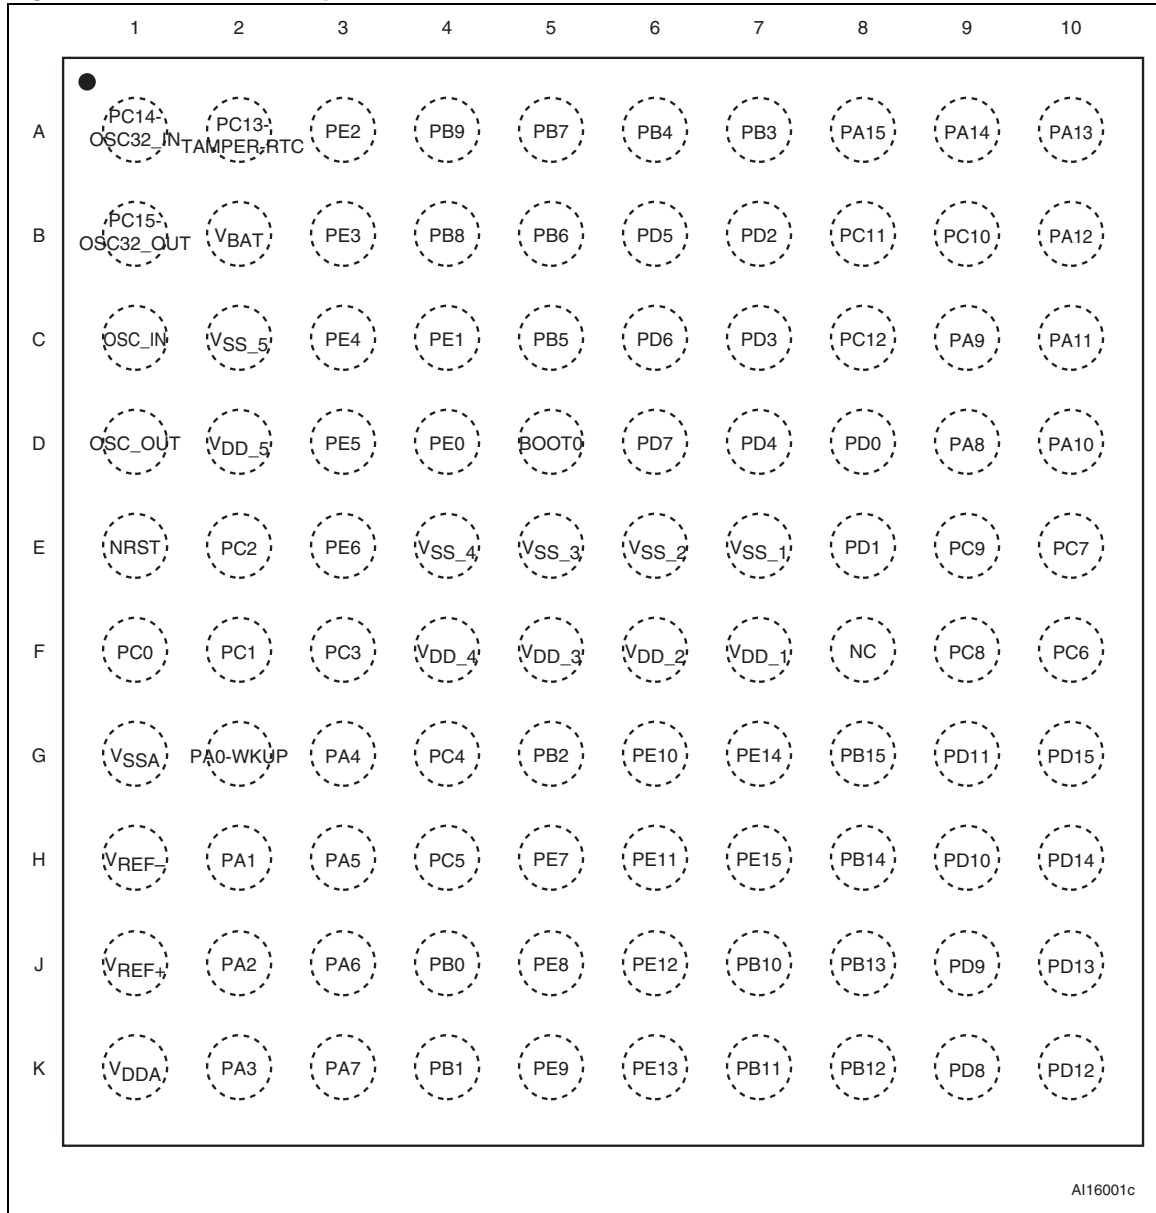 1 2 3 4 5 6 7 8 9 10
A PC14-OSC32_IN PC13-TAMPER-RTC PE2 PB9 PB7 PB4 PB3 PA15 PA14 PA13
B PC15-OSC32_OUT VBAT PE3 PB8 PB6 PD5 PD2 PC11 PC10 PA12
C OSC_IN VSS_5 PE4 PE1 PB5 PD6 PD3 PC12 PA9 PA11
D OSC_OUT VDD_5 PE5 PE0 BOOT0 PD7 PD4 PD0 PA8 PA10
E NRST PC2 PE6 VSS_4 VSS_3 VSS_2 VSS_1 PD1 PC9 PC7
F PC0 PC1 PC3 VDD_4 VDD_3 VDD_2 VDD_1 NC PC8 PC6
G VSSA PA0-WKUP PA4 PC4 PB2 PE10 PE14 PB15 PD11 PD15
H VREF– PA1 PA5 PC5 PE7 PE11 PE15 PB14 PD10 PD14
J VREF+ PA2 PA6 PB0 PE8 PE12 PB10 PB13 PD9 PD13
K VDDA PA3 PA7 PB1 PE9 PE13 PB11 PB12 PD8 PD12
AI16001c